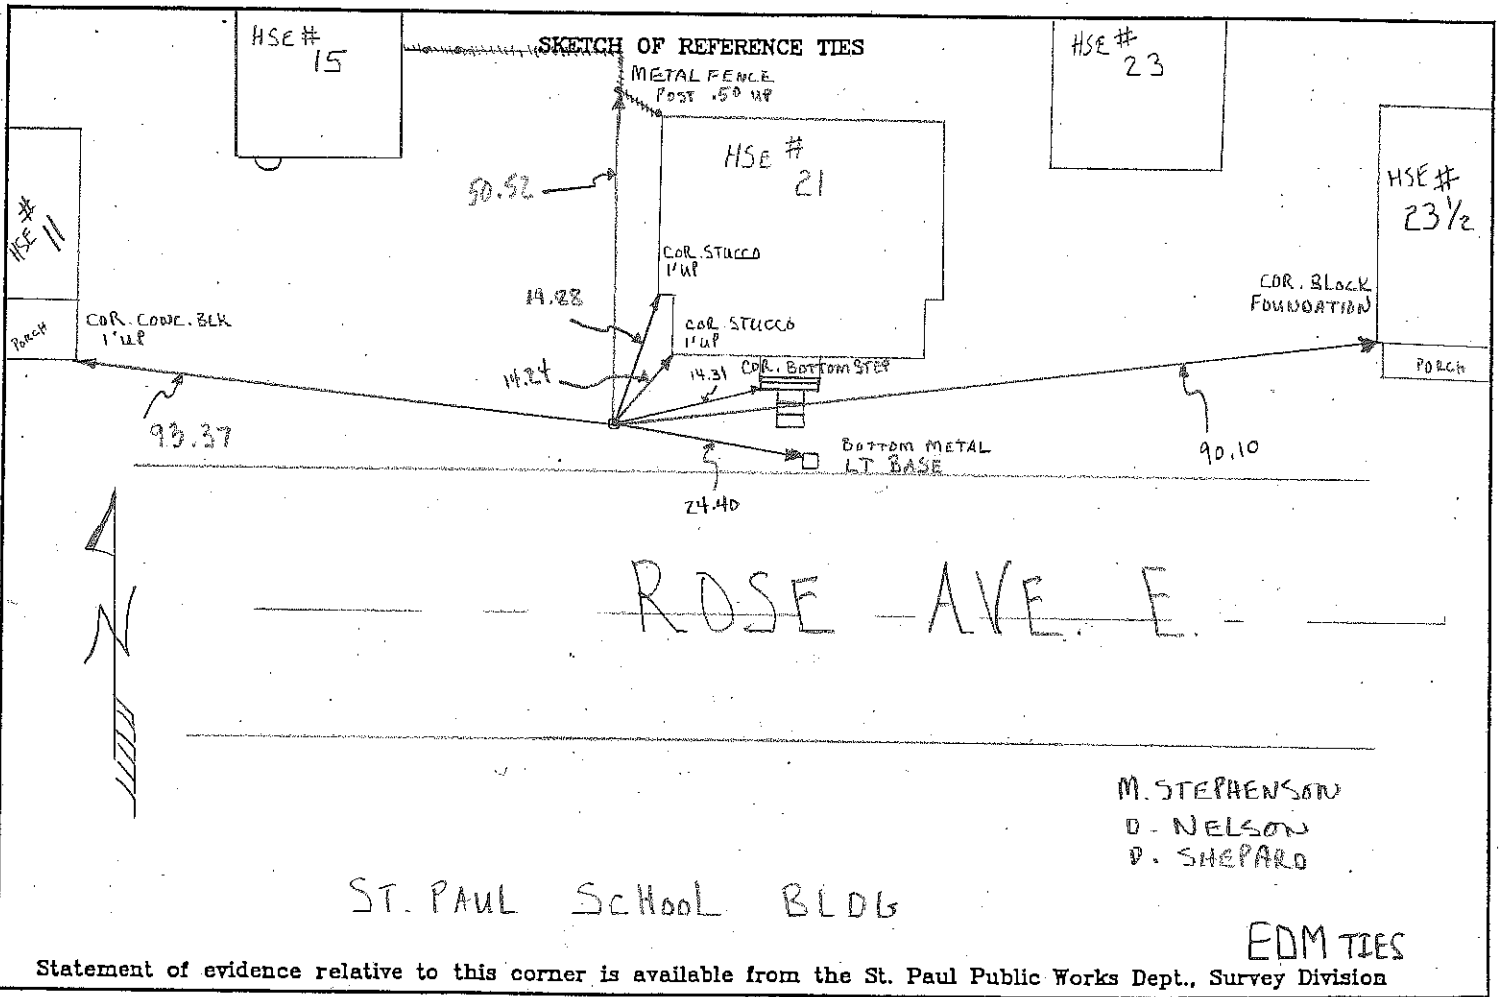 SKETCH OF REFERENCE TIES
HSE #
15
METAL FENCE
POST .50 UP
HSE #
23
HSE #
21
HSE #
23 1/2
HSE #
11
50.52
COR. STUCCO
1' UP
19.28
COR. STUCCO
1' UP
COR. BLOCK
FOUNDATION
PORCH
COR. CONC. BLK
1' UP
14.24
14.31
COR. BOTTOM STEP
PORCH
93.37
BOTTOM METAL
LT BASE
90.10
24.40
N
ROSE AVE. E.
M. STEPHENSON
D. NELSON
D. SHEPARD
ST. PAUL SCHOOL BLDG
EDM TIES
Statement of evidence relative to this corner is available from the St. Paul Public Works Dept., Survey Division